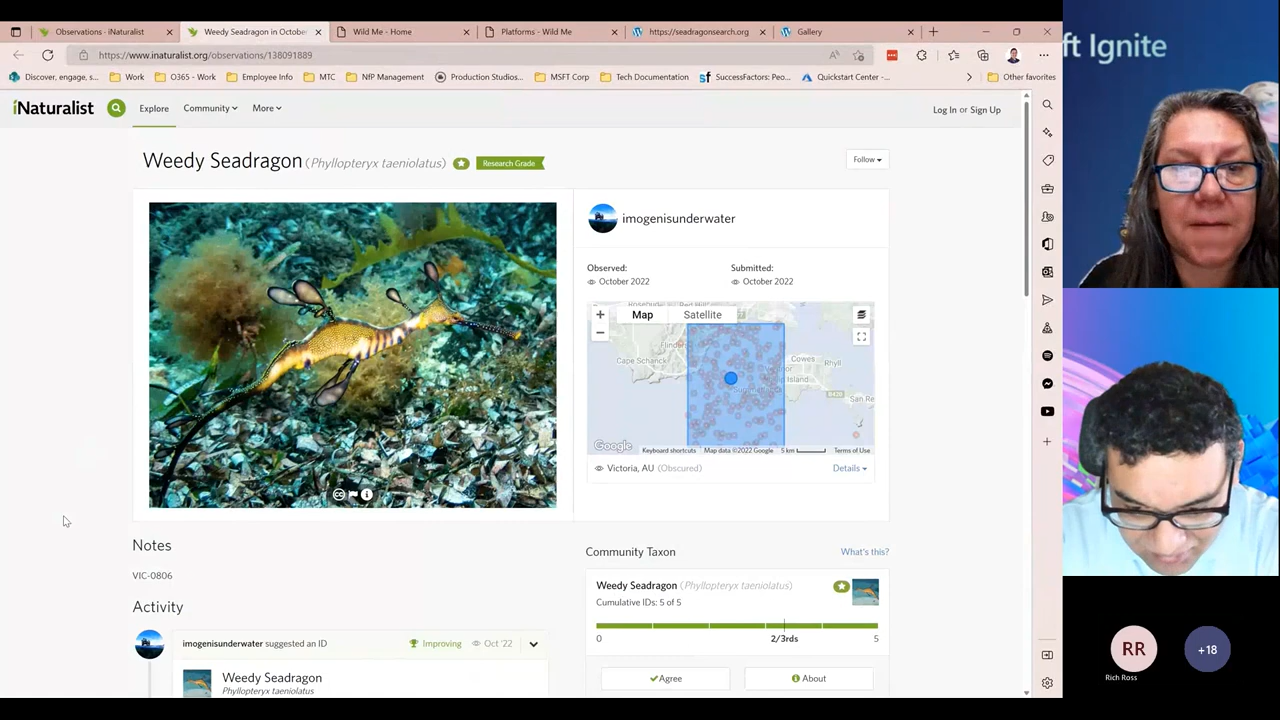 Observations · iNaturalist
Weedy Seadragon in October
Wild Me - Home
Platforms - Wild Me
https://seadragonsearch.org
Gallery
https://www.inaturalist.org/observations/138091889
Discover, engage, s...
Work
O365 - Work
Employee Info
MTC
NfP Management
Production Studios...
MSFT Corp
Tech Documentation
SuccessFactors: Peo...
Quickstart Center -...
Other favorites
ft Ignite
iNaturalist
Explore
Community
More
Log In or Sign Up
Weedy Seadragon (Phyllopteryx taeniolatus)
Research Grade
Follow
imogenisunderwater
Observed:
October 2022
Submitted:
October 2022
Map
Satellite
Cape Schanck
Cowes
Rhyll
Google
Keyboard shortcuts
Map data ©2022 Google
5 km
Terms of Use
Victoria, AU (Obscured)
Details
Notes
VIC-0806
Activity
imogenisunderwater suggested an ID
Improving
Oct '22
Weedy Seadragon
Phyllopteryx taeniolatus
Community Taxon
What's this?
Weedy Seadragon (Phyllopteryx taeniolatus)
Cumulative IDs: 5 of 5
0
2/3rds
5
Agree
About
RR
+18
Rich Ross